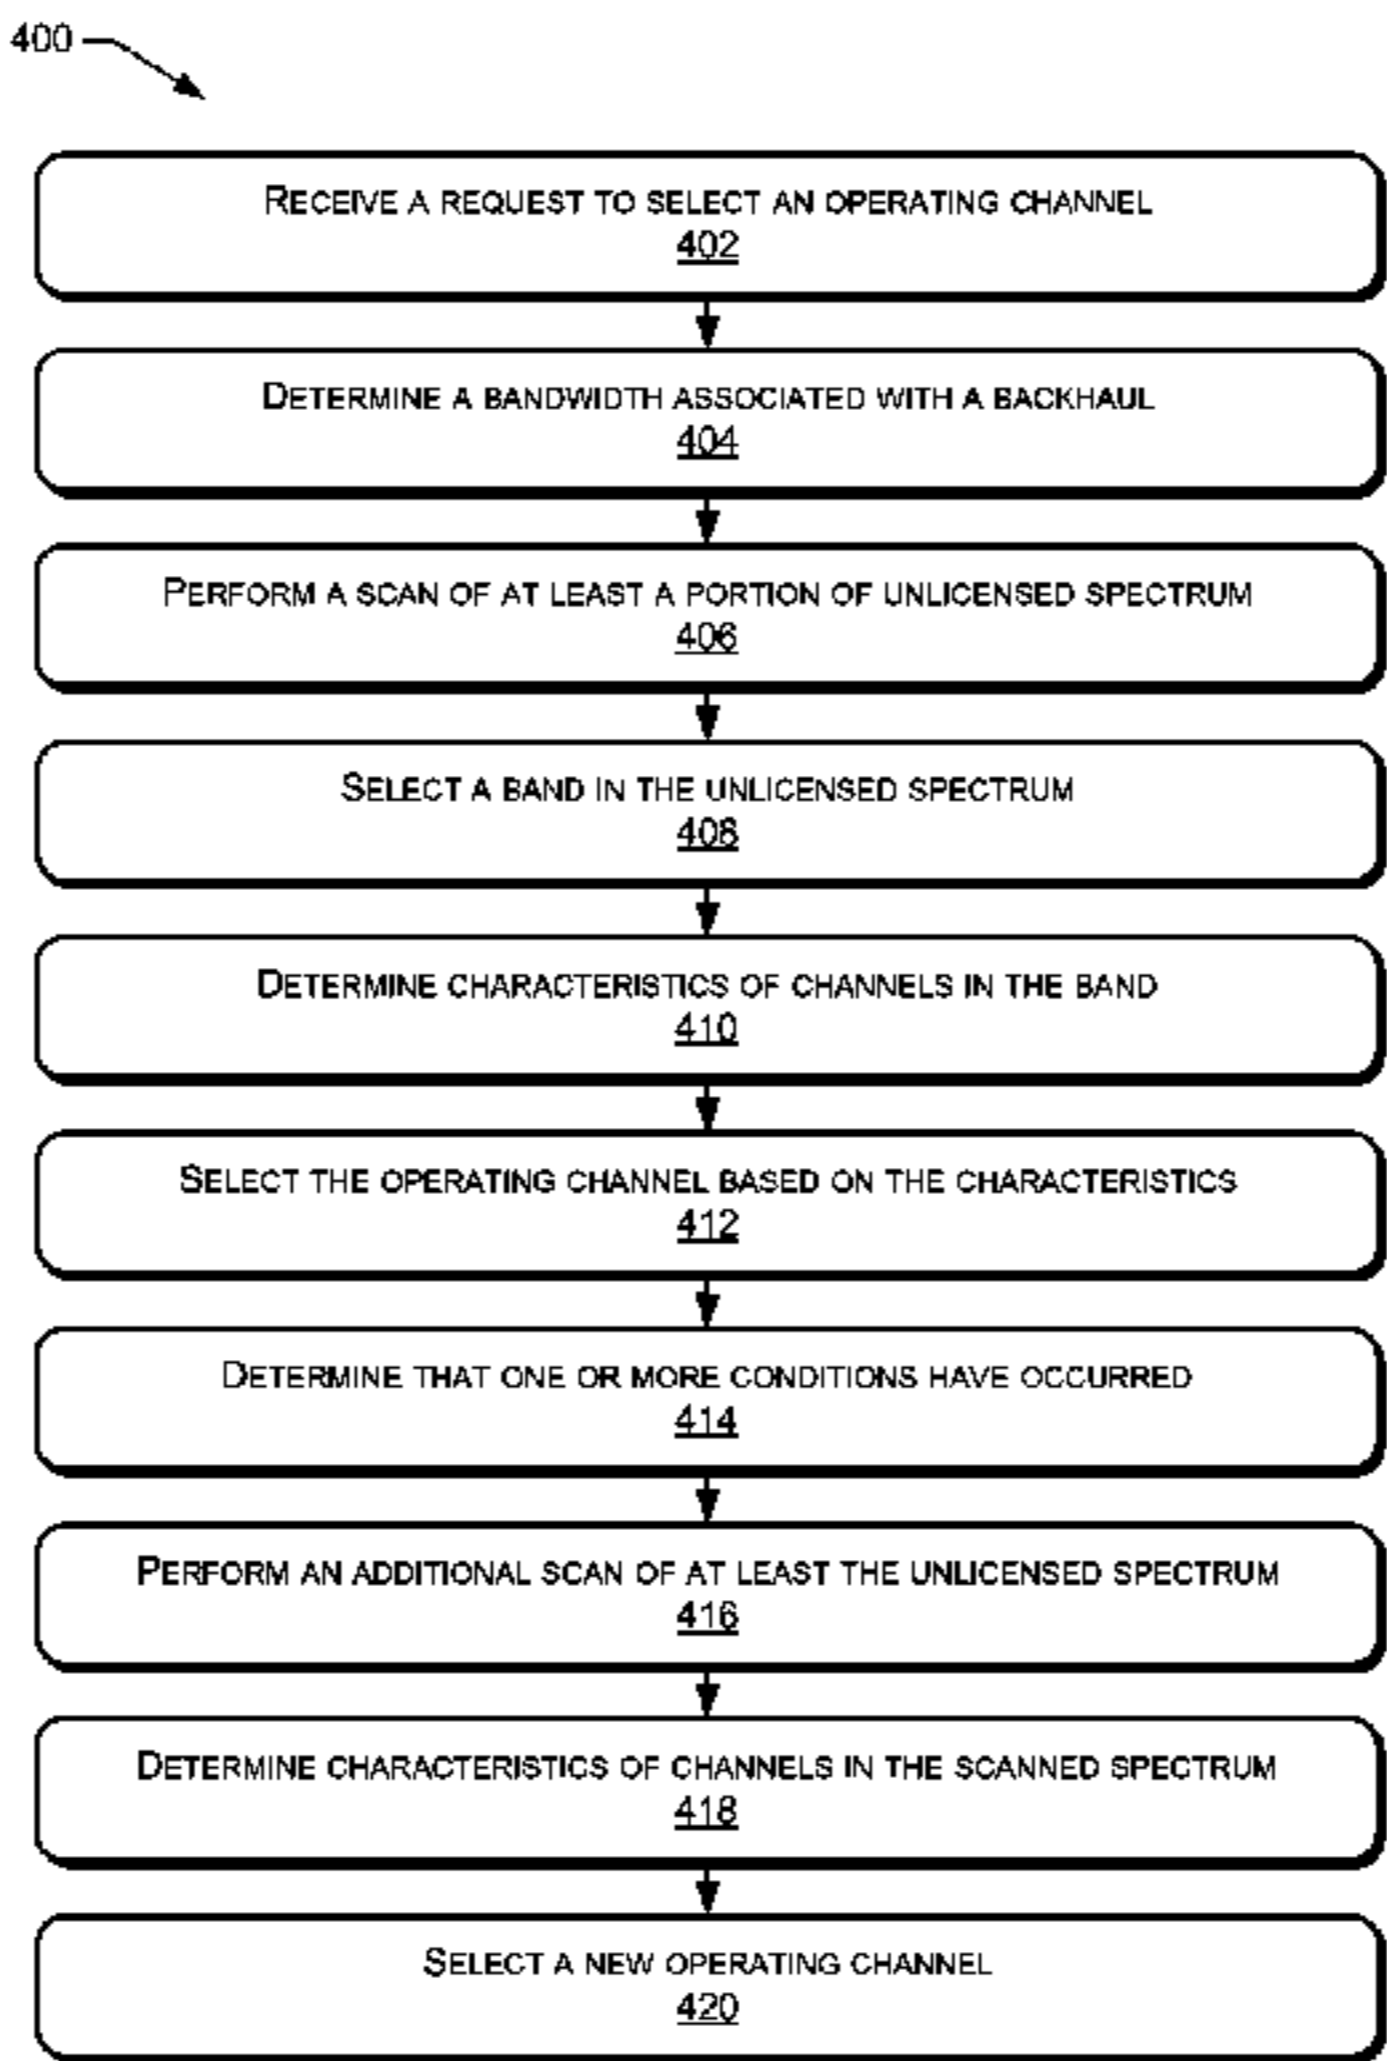 400
RECEIVE A REQUEST TO SELECT AN OPERATING CHANNEL
402
DETERMINE A BANDWIDTH ASSOCIATED WITH A BACKHAUL
404
PERFORM A SCAN OF AT LEAST A PORTION OF UNLICENSED SPECTRUM
406
SELECT A BAND IN THE UNLICENSED SPECTRUM
408
DETERMINE CHARACTERISTICS OF CHANNELS IN THE BAND
410
SELECT THE OPERATING CHANNEL BASED ON THE CHARACTERISTICS
412
DETERMINE THAT ONE OR MORE CONDITIONS HAVE OCCURRED
414
PERFORM AN ADDITIONAL SCAN OF AT LEAST THE UNLICENSED SPECTRUM
416
DETERMINE CHARACTERISTICS OF CHANNELS IN THE SCANNED SPECTRUM
418
SELECT A NEW OPERATING CHANNEL
420